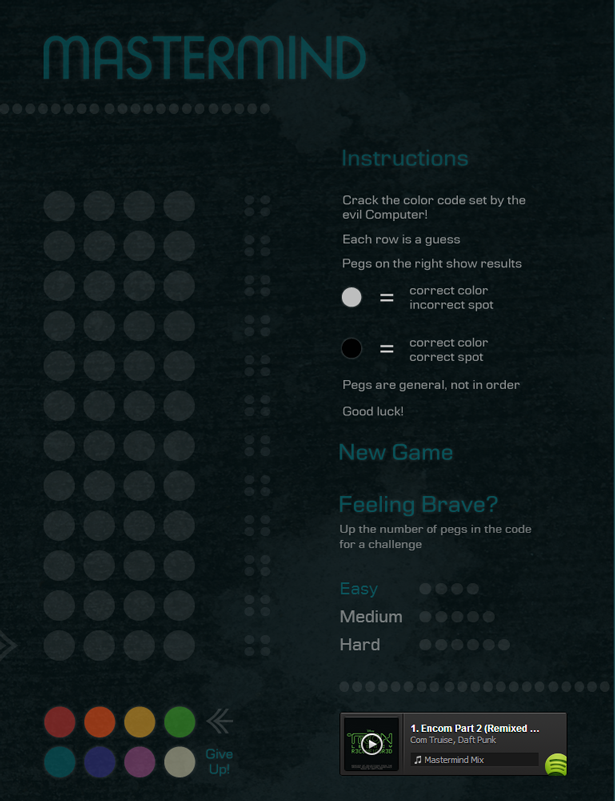 MASTERMIND
Instructions
Crack the color code set by the
evil Computer!
Each row is a guess
Pegs on the right show results
= correct color
incorrect spot
= correct color
correct spot
Pegs are general, not in order
Good luck!
New Game
Feeling Brave?
Up the number of pegs in the code
for a challenge
Easy
Medium
Hard
Give
Up!
1. Encom Part 2 (Remixed ...
Com Truise, Daft Punk
Mastermind Mix